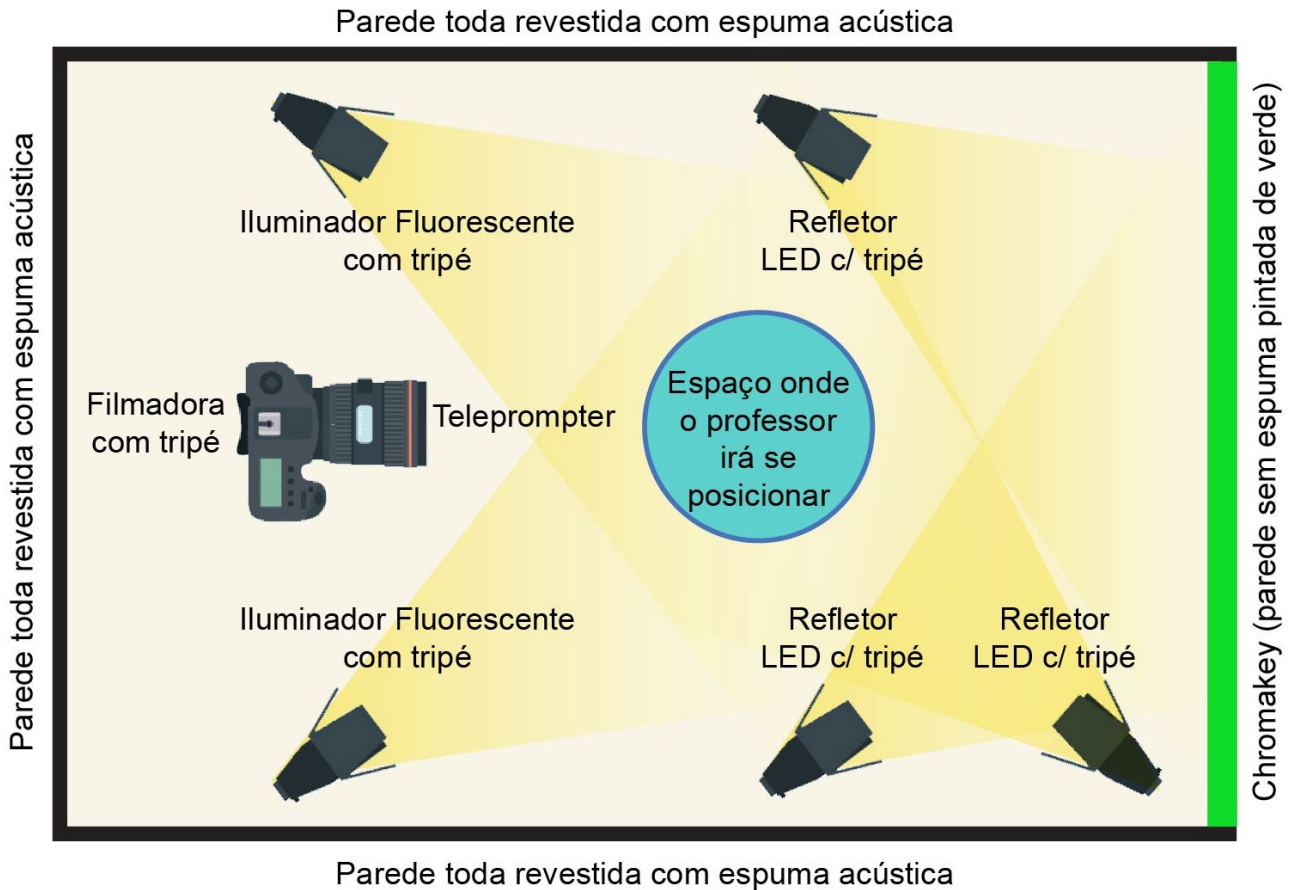 Parede toda revestida com espuma acústica
Parede toda revestida com espuma acústica
Chromakey (parede sem espuma pintada de verde)
Iluminador Fluorescente
com tripé
Refletor
LED c/ tripé
Filmadora
com tripé
Teleprompter
Espaço onde
o professor
irá se
posicionar
Iluminador Fluorescente
com tripé
Refletor
LED c/ tripé
Refletor
LED c/ tripé
Parede toda revestida com espuma acústica